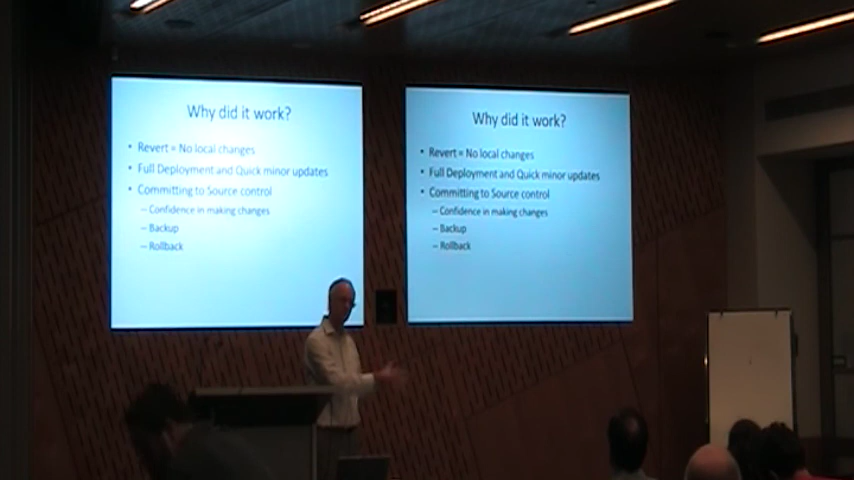 Why did it work?
• Revert = No local changes
• Full Deployment and Quick minor updates
• Committing to Source control
– Confidence in making changes
– Backup
– Rollback
Why did it work?
• Revert = No local changes
• Full Deployment and Quick minor updates
• Committing to Source control
– Confidence in making changes
– Backup
– Rollback